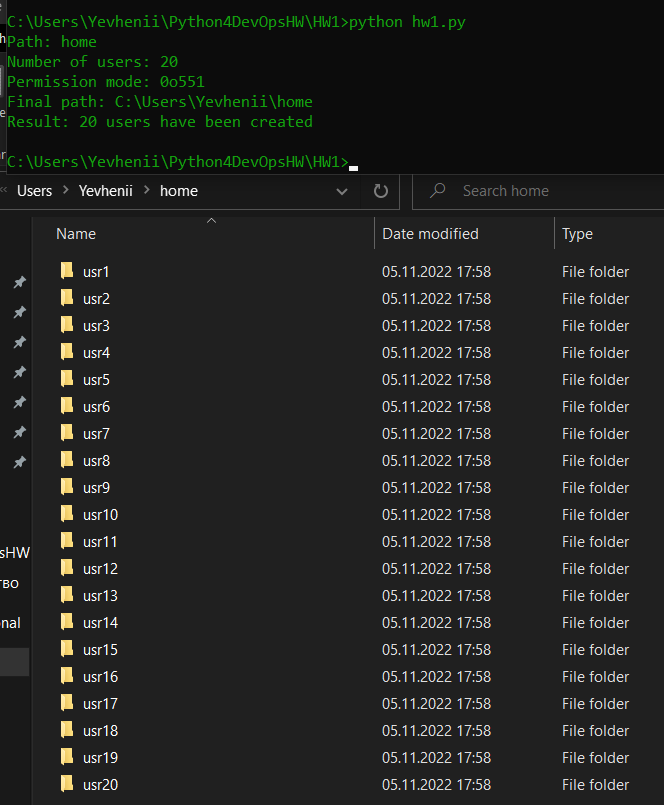 C:\Users\Yevhenii\Python4DevOpsHW\HW1>python hw1.py
Path: home
Number of users: 20
Permission mode: 0o551
Final path: C:\Users\Yevhenii\home
Result: 20 users have been created
C:\Users\Yevhenii\Python4DevOpsHW\HW1>
« Users > Yevhenii > home Search home
Name Date modified Type
usr1 05.11.2022 17:58 File folder
usr2 05.11.2022 17:58 File folder
usr3 05.11.2022 17:58 File folder
usr4 05.11.2022 17:58 File folder
usr5 05.11.2022 17:58 File folder
usr6 05.11.2022 17:58 File folder
usr7 05.11.2022 17:58 File folder
usr8 05.11.2022 17:58 File folder
usr9 05.11.2022 17:58 File folder
usr10 05.11.2022 17:58 File folder
usr11 05.11.2022 17:58 File folder
usr12 05.11.2022 17:58 File folder
usr13 05.11.2022 17:58 File folder
usr14 05.11.2022 17:58 File folder
usr15 05.11.2022 17:58 File folder
usr16 05.11.2022 17:58 File folder
usr17 05.11.2022 17:58 File folder
usr18 05.11.2022 17:58 File folder
usr19 05.11.2022 17:58 File folder
usr20 05.11.2022 17:58 File folder
sHW
тво
onal